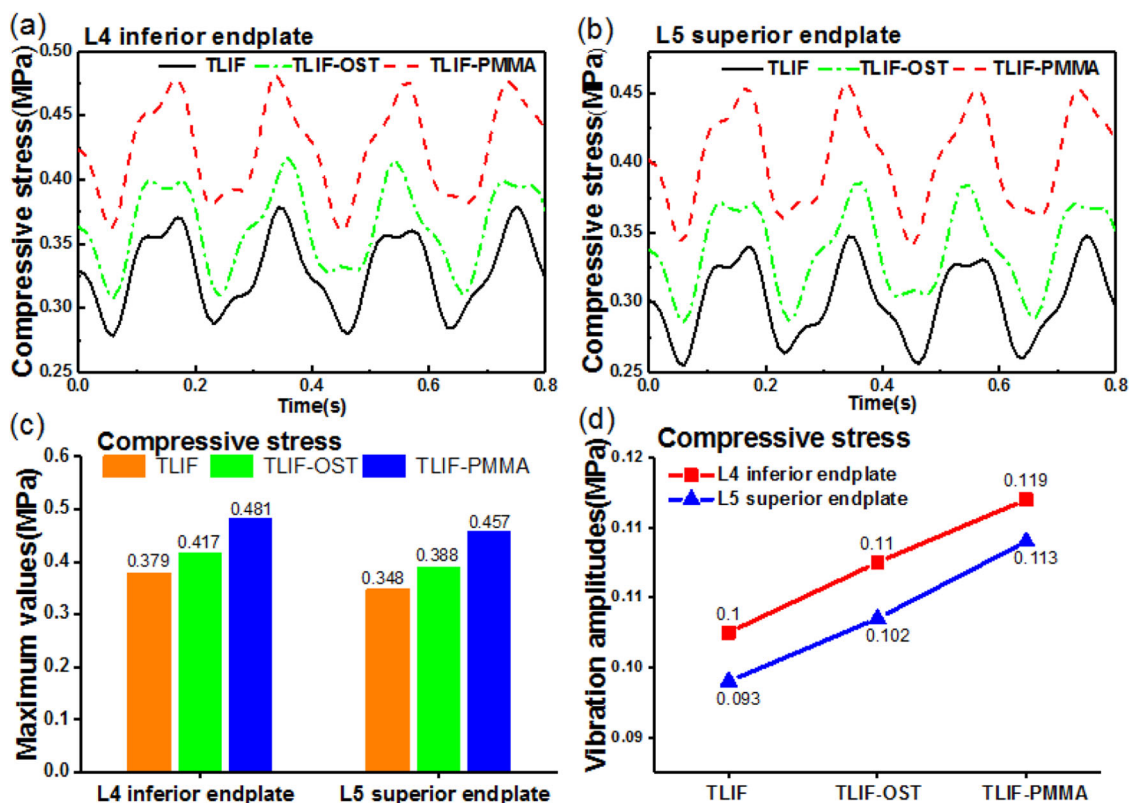 (a)
L4 inferior endplate
TLIF TLIF-OST TLIF-PMMA
Compressive stress(MPa)
0.50
0.45
0.40
0.35
0.30
0.25
0.0 0.2 0.4 0.6 0.8
Time(s)
(b)
L5 superior endplate
TLIF TLIF-OST TLIF-PMMA
Compressive stress(MPa)
0.45
0.40
0.35
0.30
0.25
0.0 0.2 0.4 0.6 0.8
Time(s)
(c)
Compressive stress
TLIF TLIF-OST TLIF-PMMA
Maximum values(MPa)
0.6
0.5
0.4
0.3
0.2
0.1
0.0
0.379 0.417 0.481
0.348 0.388 0.457
L4 inferior endplate L5 superior endplate
(d)
Compressive stress
L4 inferior endplate
L5 superior endplate
Vibration amplitudes(MPa)
0.12
0.11
0.11
0.10
0.09
0.1 0.11 0.119
0.093 0.102 0.113
TLIF TLIF-OST TLIF-PMMA